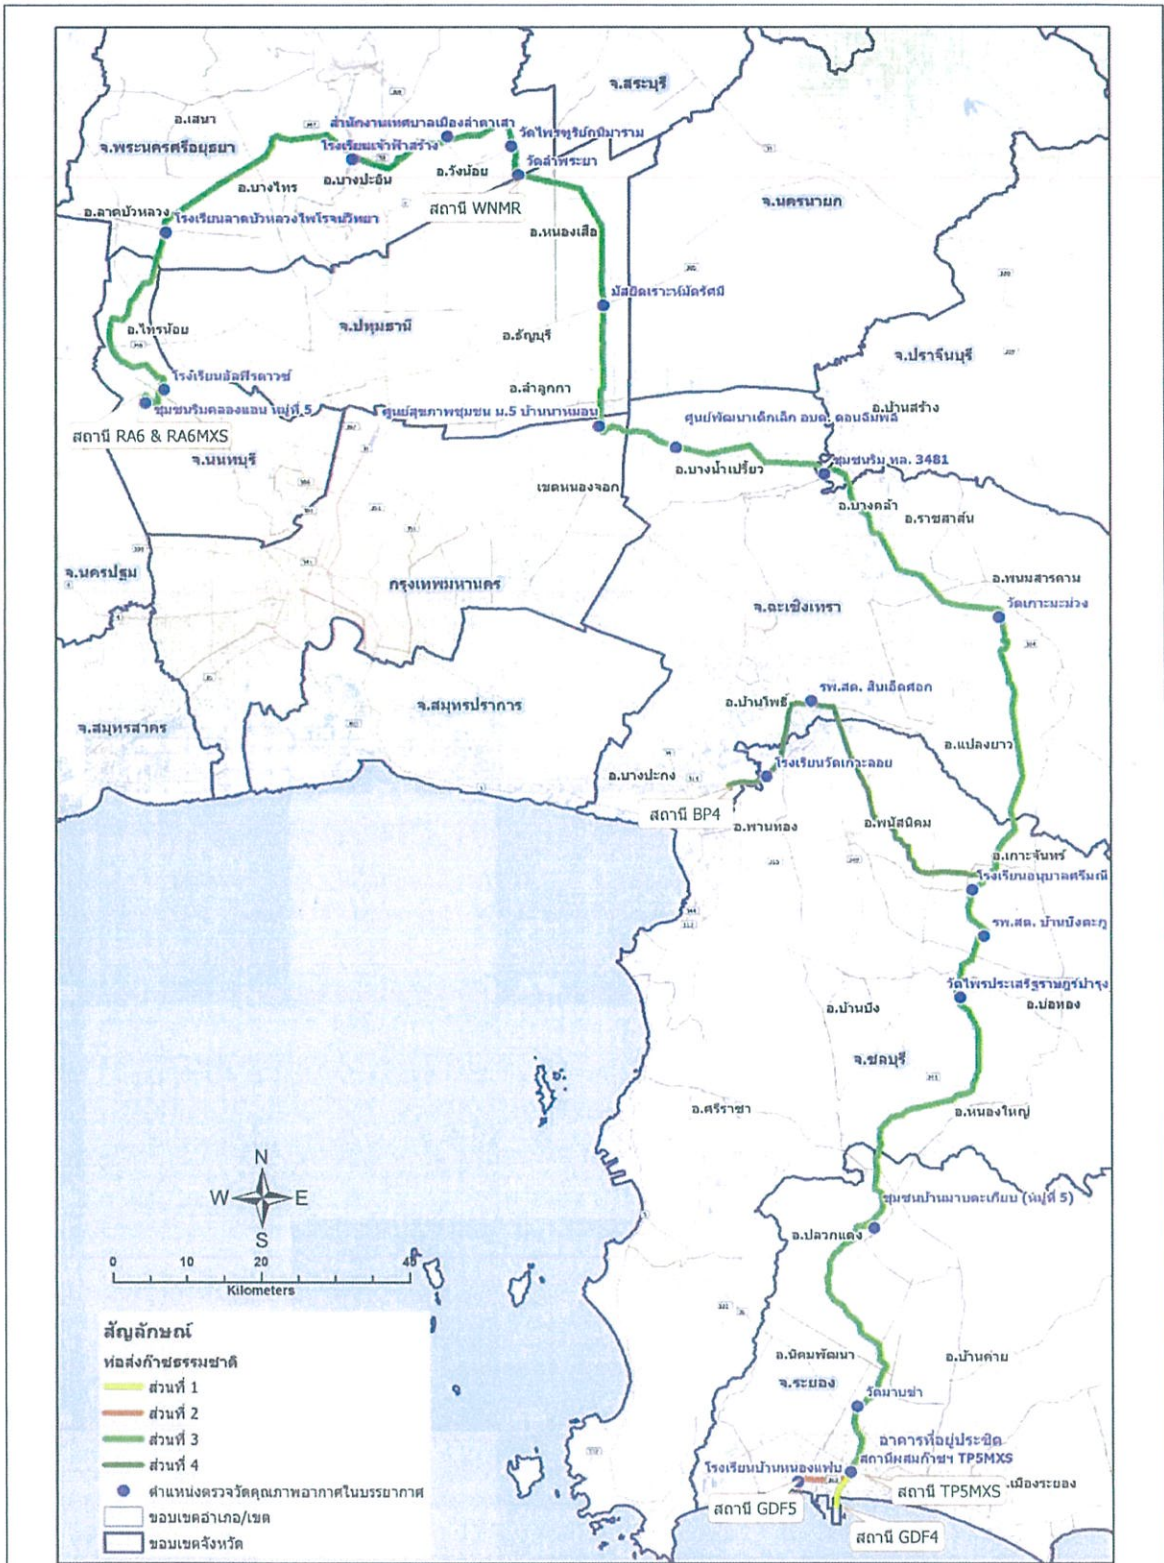 จ.สระบุรี
อ.เสนา
สำนักงานเทศบาลเมืองลำตาเสา
วัดไพรฑูริย์กนิมาราม
จ.พระนครศรีอยุธยา
โรงเรียนเจ้าฟ้าสร้าง
อ.บางปะอิน
อ.วังน้อย
วัดลำพระยา
อ.บางไทร
จ.นครนายก
อ.ลาดบัวหลวง
โรงเรียนลาดบัวหลวงไพโรจน์วิทยา
สถานี WNMR
อ.หนองเสือ
อ.ไทรน้อย
จ.ปทุมธานี
อ.ธัญบุรี
จ.ปราจีนบุรี
โรงเรียนอัลฟิรดาวซ์
อ.ลำลูกกา
อ.บ้านสร้าง
ชุมชนริมคลองแอน หมู่ที่ 5
ศูนย์สุขภาพชุมชน ม.5 บ้านนาหมอน
ศูนย์พัฒนาเด็กเล็ก อบต. ดอนฉิมพลี
สถานี RA6 & RA6MXS
จ.นนทบุรี
อ.บางน้ำเปรี้ยว
ชุมชนริม ทล. 3481
เขตหนองจอก
อ.บางคล้า
อ.ราชสาส์น
จ.นครปฐม
กรุงเทพมหานคร
อ.พนมสารคาม
จ.ฉะเชิงเทรา
วัดเกาะมะม่วง
จ.สมุทรสาคร
จ.สมุทรปราการ
อ.บ้านโพธิ์
รพ.สต. สิบเอ็ดศอก
อ.แปลงยาว
อ.บางปะกง
โรงเรียนวัดเกาะลอย
สถานี BP4
อ.พานทอง
อ.พนัสนิคม
อ.เกาะจันทร์
โรงเรียนอนุบาลศรีมณี
รพ.สต. บ้านบึงตะกู
วัดไพรประเสริฐราษฎร์บำรุง
อ.บ้านบึง
อ.บ่อทอง
จ.ชลบุรี
อ.ศรีราชา
อ.หนองใหญ่
N
W E
S
ชุมชนบ้านมาบตะเกียบ (หมู่ที่ 5)
อ.ปลวกแดง
0 10 20 40
Kilometers
อ.นิคมพัฒนา
อ.บ้านค่าย
จ.ระยอง
วัดมาบข่า
อาคารที่อยู่ประชิด
สถานีผสมก๊าซฯ TP5MXS
โรงเรียนบ้านหนองแฟบ
สถานี TP5MXS
.เมืองระยอง
สถานี GDF5
สถานี GDF4
สัญลักษณ์
ท่อส่งก๊าซธรรมชาติ
ส่วนที่ 1
ส่วนที่ 2
ส่วนที่ 3
ส่วนที่ 4
ตำแหน่งตรวจวัดคุณภาพอากาศในบรรยากาศ
ขอบเขตอำเภอ/เขต
ขอบเขตจังหวัด